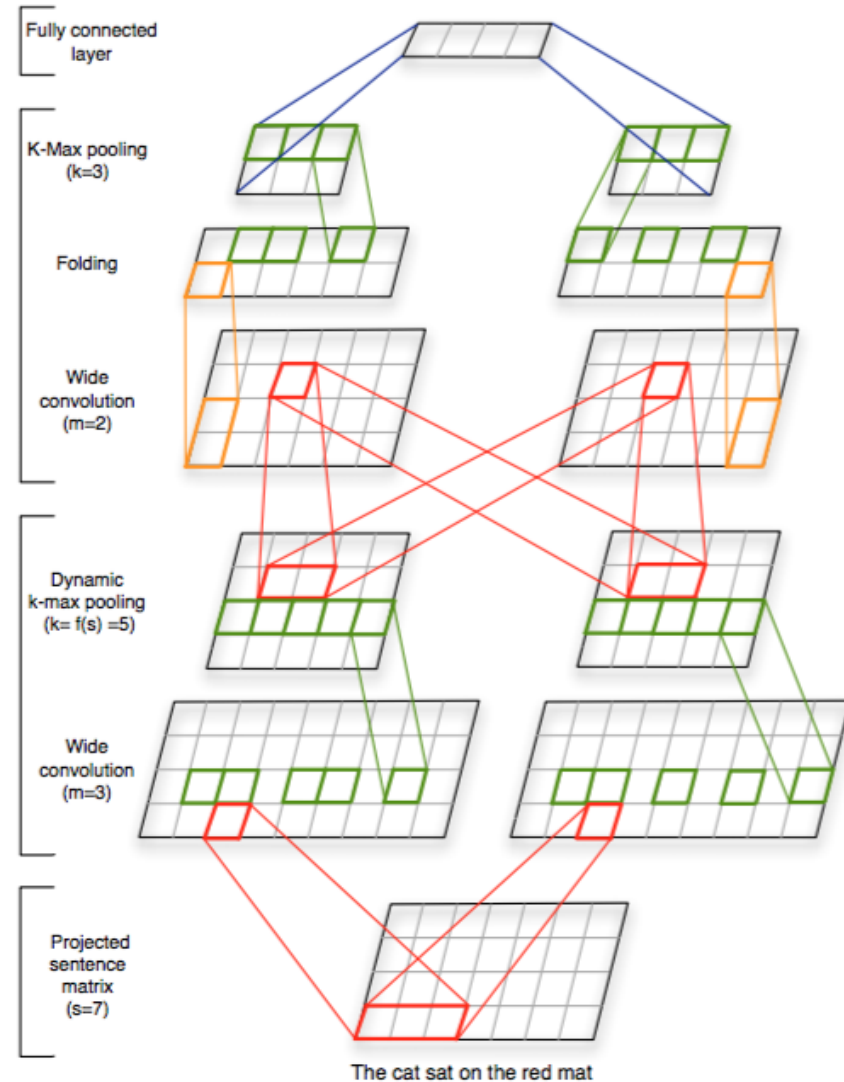 Fully connected
layer
K-Max pooling
(k=3)
Folding
Wide
convolution
(m=2)
Dynamic
k-max pooling
(k= f(s) =5)
Wide
convolution
(m=3)
Projected
sentence
matrix
(s=7)
The cat sat on the red mat